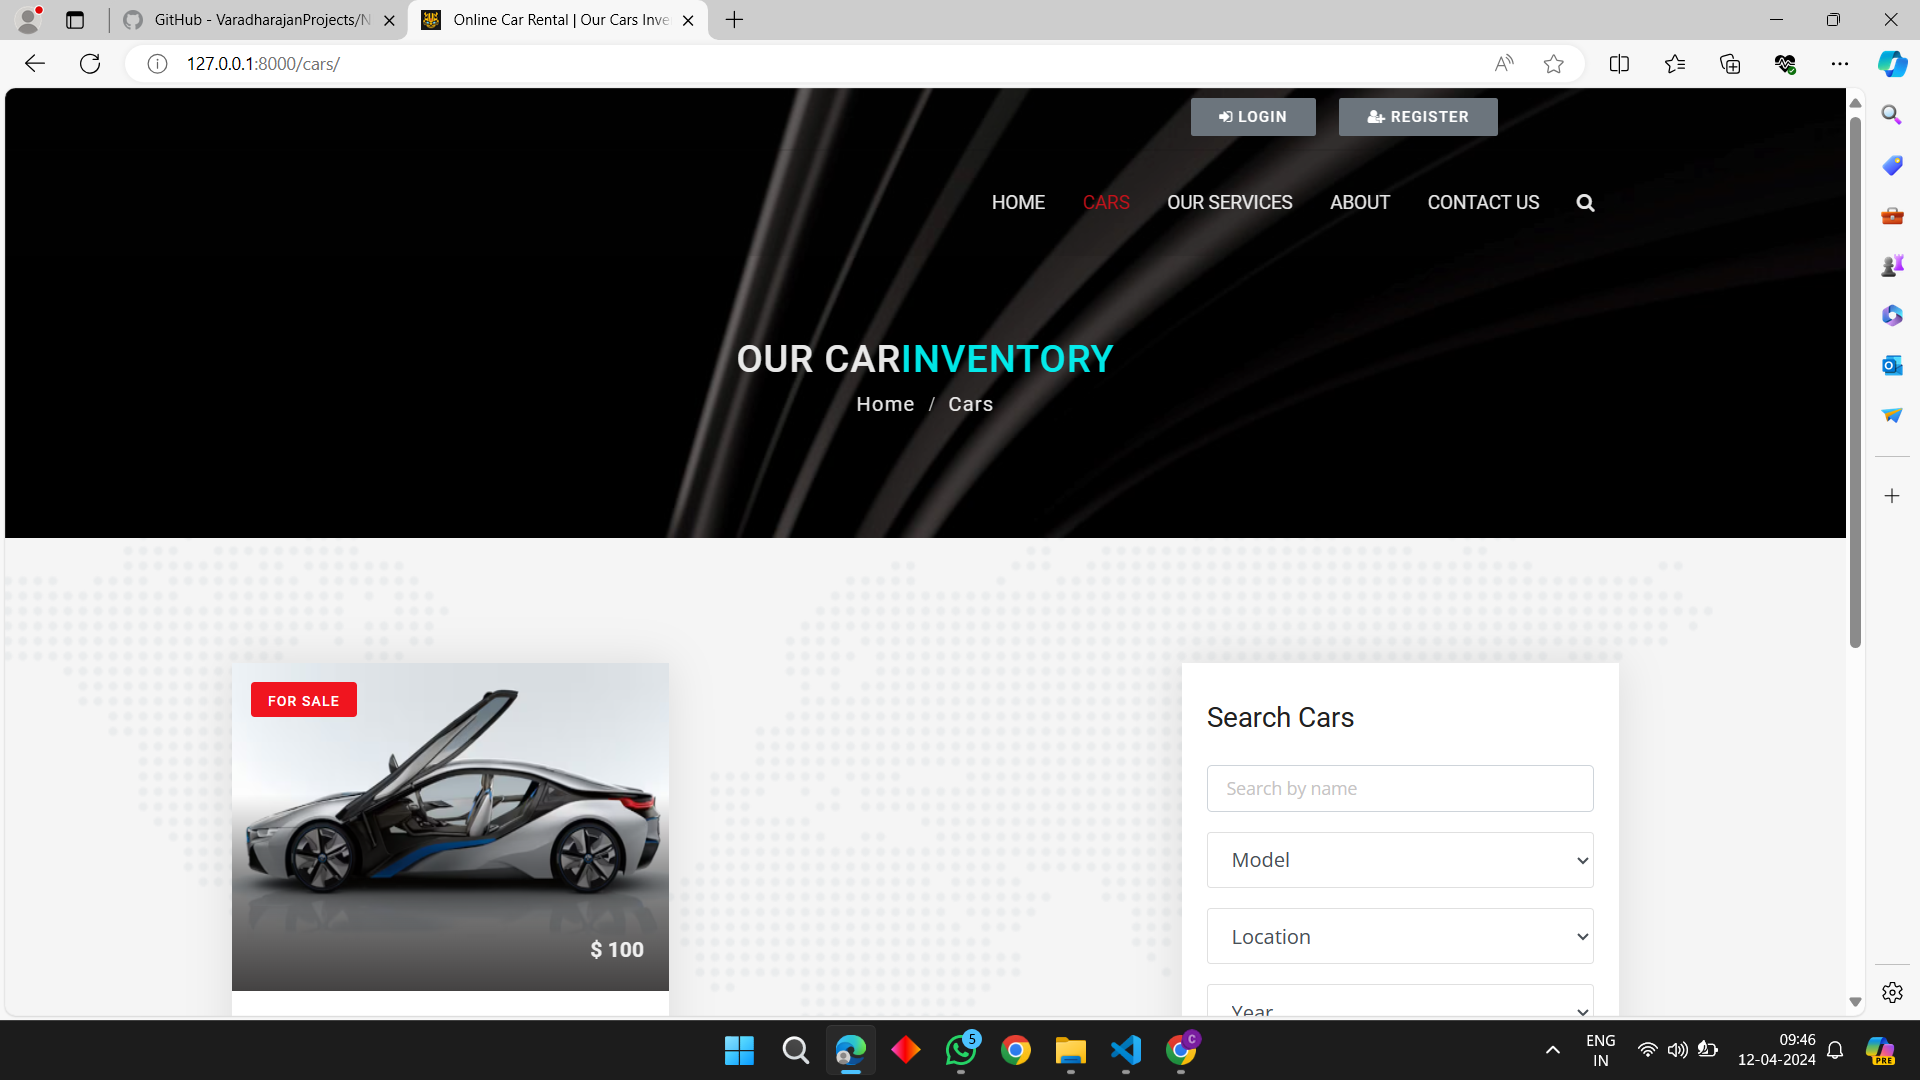 GitHub - VaradharajanProjects/N
Online Car Rental | Our Cars Inve
127.0.0.1:8000/cars/
LOGIN
REGISTER
HOME
CARS
OUR SERVICES
ABOUT
CONTACT US
OUR CARINVENTORY
Home / Cars
FOR SALE
$ 100
Search Cars
Search by name
Model
Location
Year
5
C
ENG
IN
09:46
12-04-2024
PRE